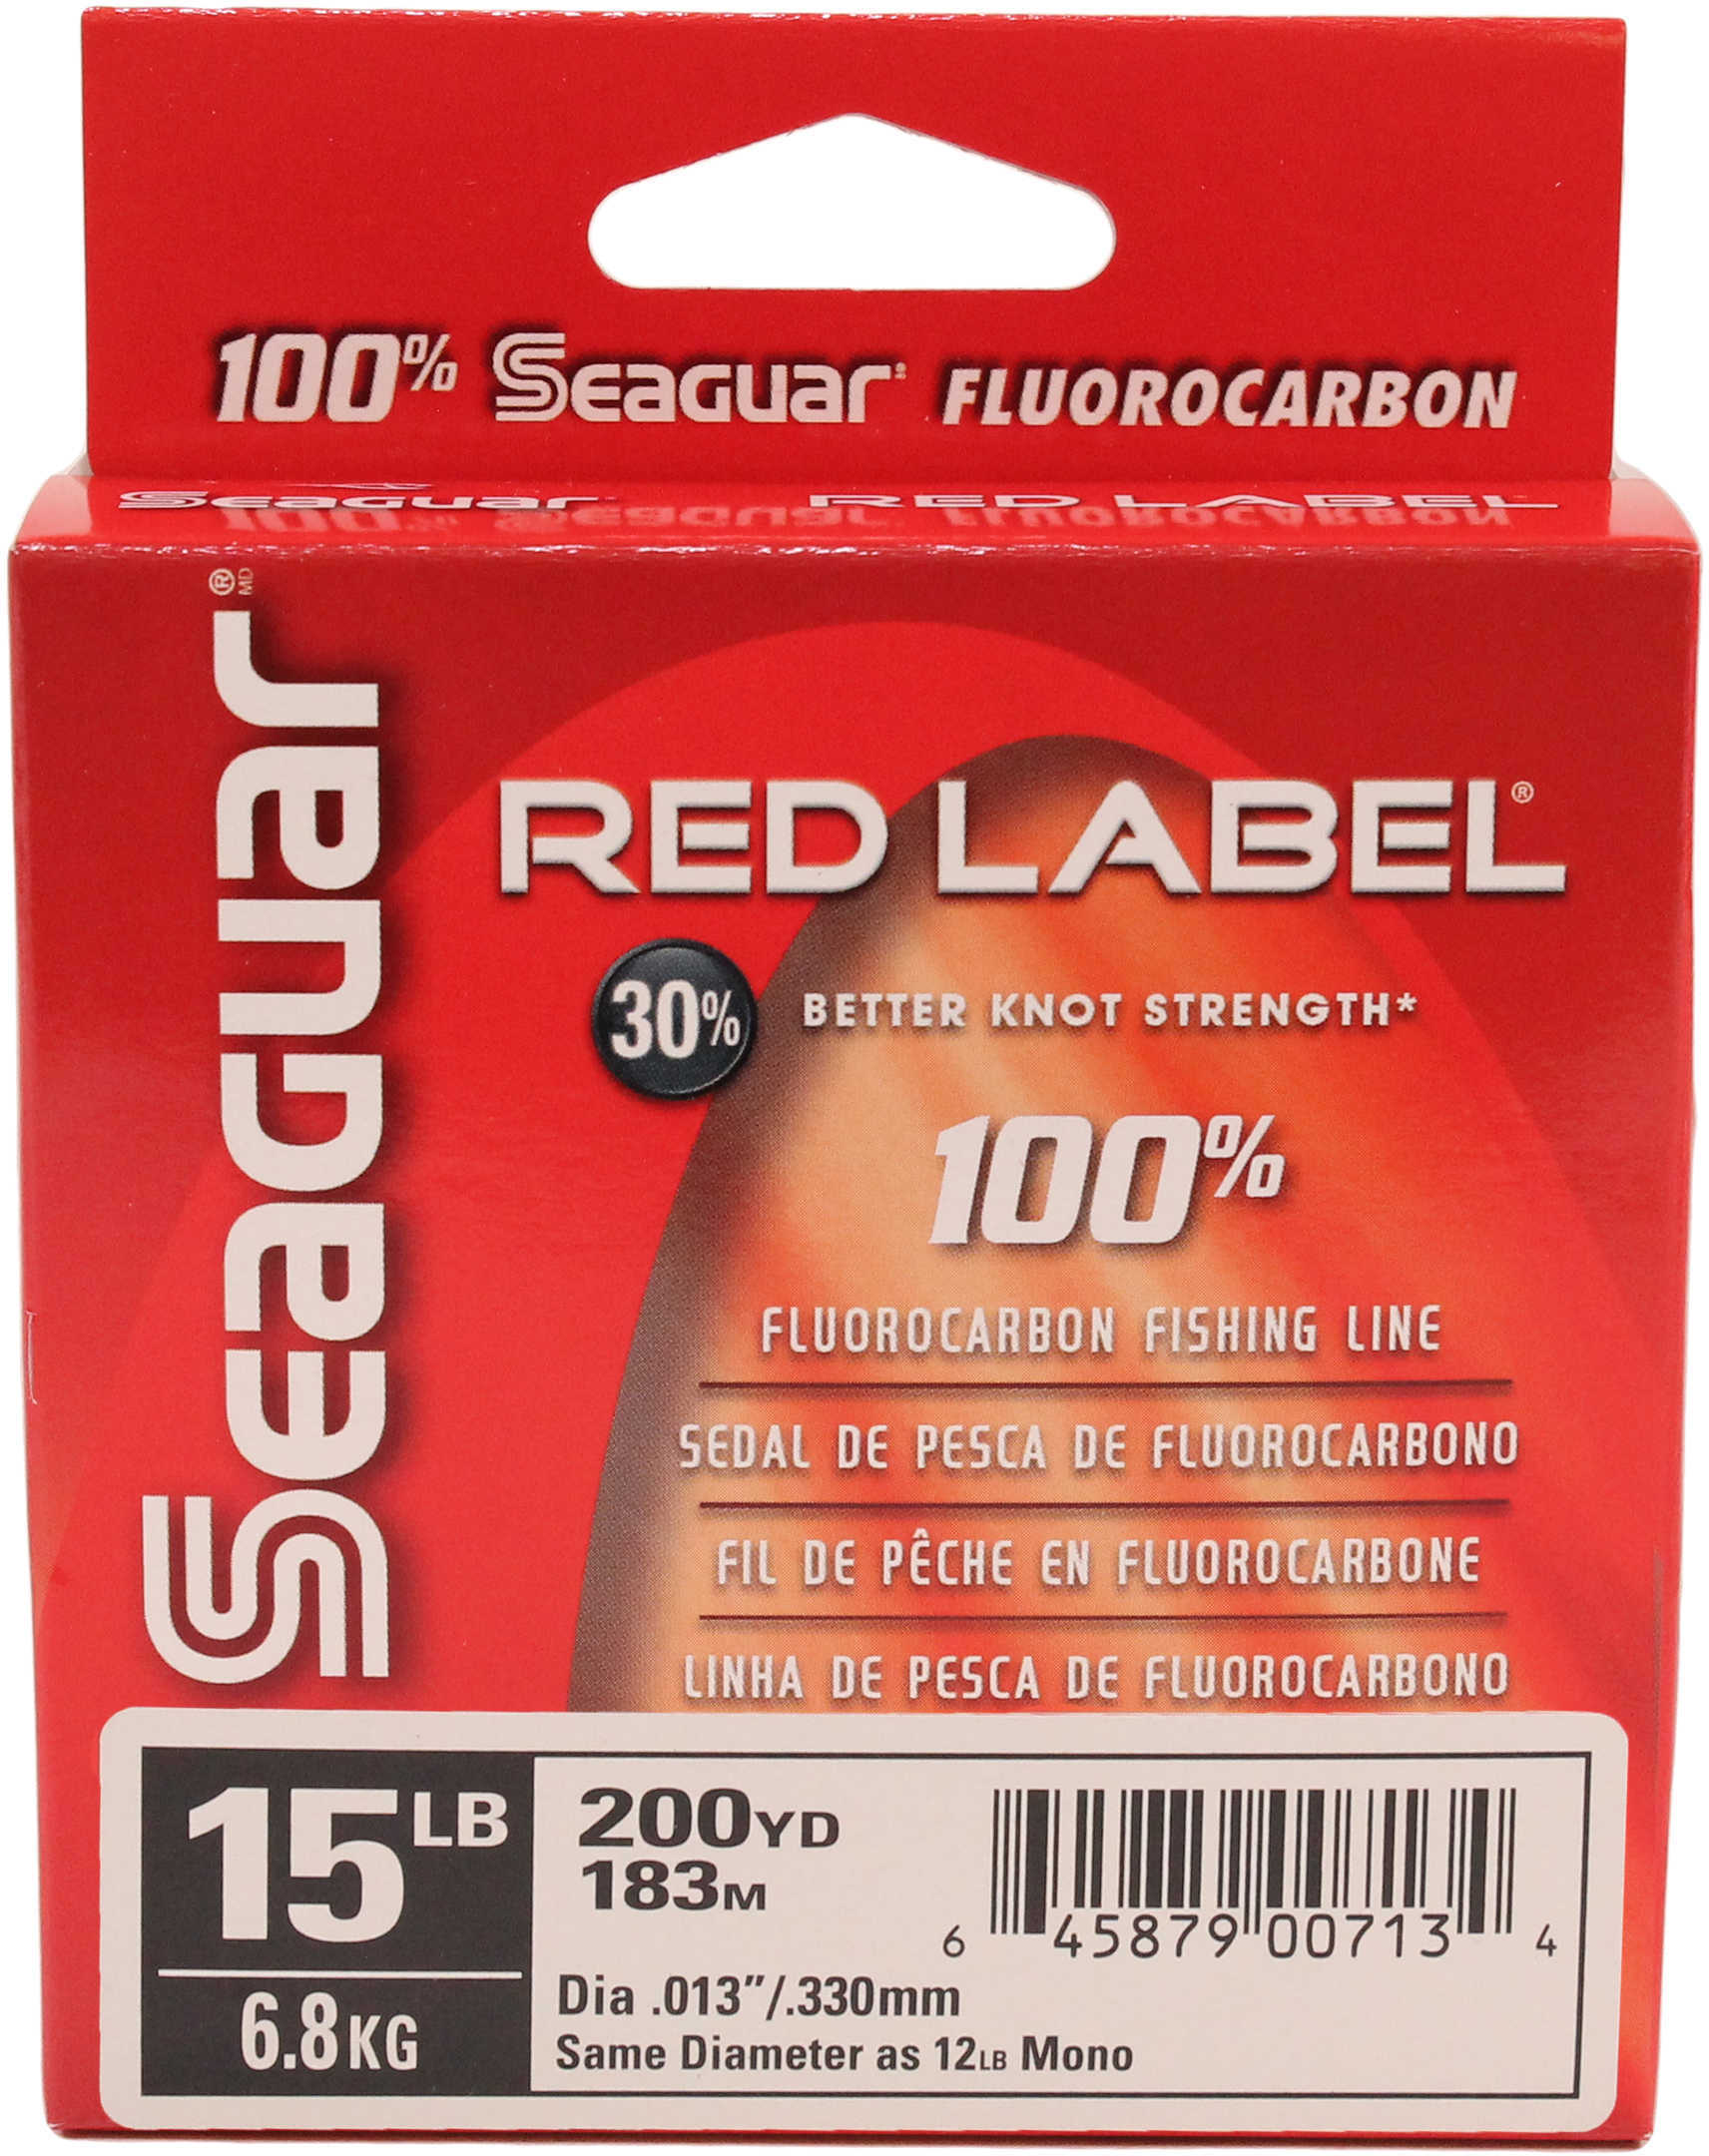 100% Seaguar® FLUOROCARBON
Seaguar RED LABEL
Seaguar® MD
RED LABEL®
30% BETTER KNOT STRENGTH*
100%
FLUOROCARBON FISHING LINE
SEDAL DE PESCA DE FLUOROCARBONO
FIL DE PÊCHE EN FLUOROCARBONE
LINHA DE PESCA DE FLUOROCARBONO
15LB
6.8KG
200YD
183M
Dia .013"/.330mm
Same Diameter as 12LB Mono
6 45879 00713 4